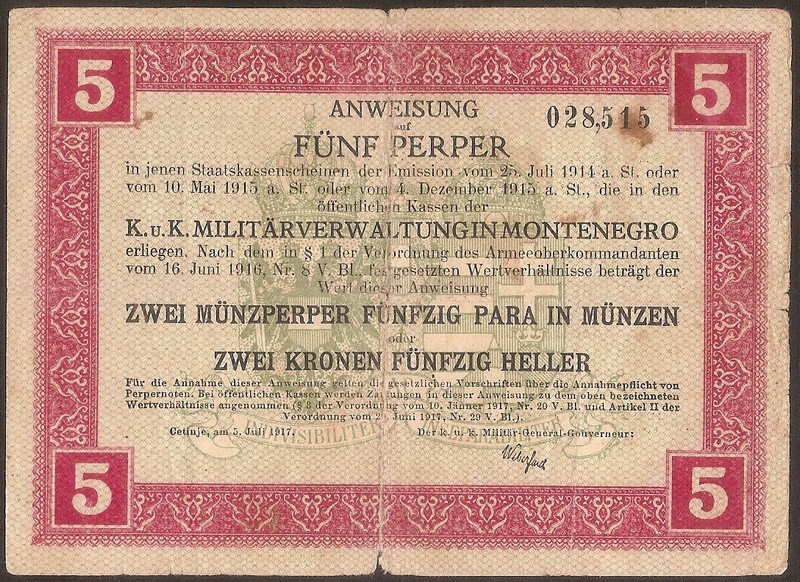 5
5
ANWEISUNG
028,515
auf
FÜNF PERPER
in jenen Staatskassenscheinen der Emission vom 25. Juli 1914 a. St. oder
vom 10. Mai 1915 a. St. oder vom 4. Dezember 1915 a. St., die in den
öffentlichen Kassen der
K.u.K. MILITÄRVERWALTUNG IN MONTENEGRO
erliegen. Nach dem in § 1 der Verordnung des Armeeoberkommandanten
vom 16. Juni 1916, Nr. 8 V. Bl., festgesetzten Wertverhältnisse beträgt der
Wert dieser Anweisung
ZWEI MÜNZPERPER FÜNFZIG PARA IN MÜNZEN
oder
ZWEI KRONEN FÜNFZIG HELLER
Für die Annahme dieser Anweisung gelten die gesetzlichen Vorschriften über die Annahmepflicht von
Perpernoten. Bei öffentlichen Kassen werden Zahlungen in dieser Anweisung zu dem oben bezeichneten
Wertverhältnisse angenommen (§ 3 der Verordnung vom 10. Jänner 1917, Nr. 20 V. Bl. und Artikel II der
Verordnung vom Juni 1917, Nr. 29 V. Bl.).
Cetinje, am 5. Juli 1917.
Der k. u. k. Militär-General-Gouverneur:
5
5